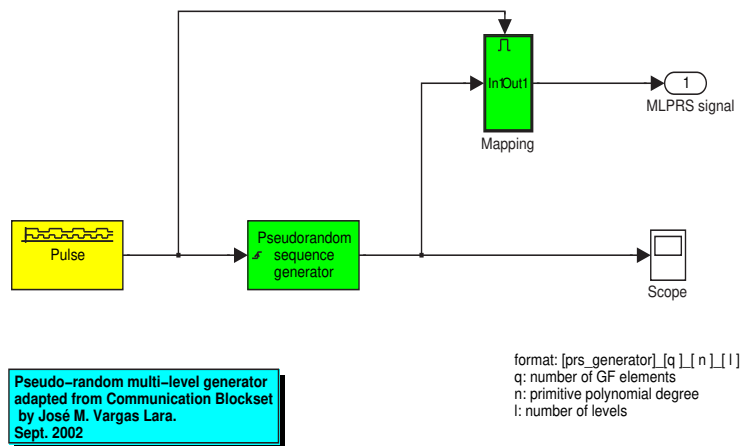 In1Out1
1
MLPRS signal
Mapping
Pulse
Pseudorandom
sequence
generator
Scope
Pseudo−random multi−level generator
adapted from Communication Blockset
by José M. Vargas Lara.
Sept. 2002
format: [prs_generator]_[q ]_[ n ]_[ l ]
q: number of GF elements
n: primitive polynomial degree
l: number of levels